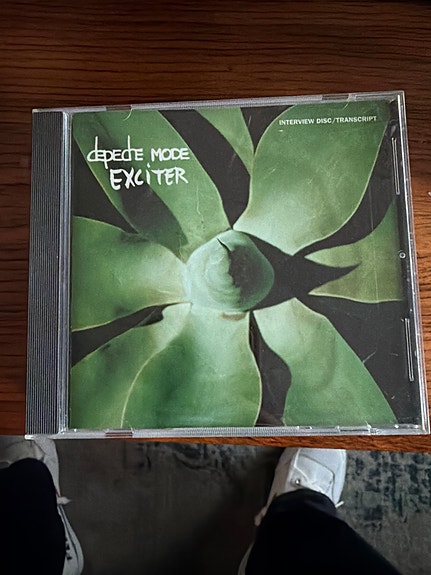 INTERVIEW DISC/TRANSCRIPT
depeche MODE
EXCiTER